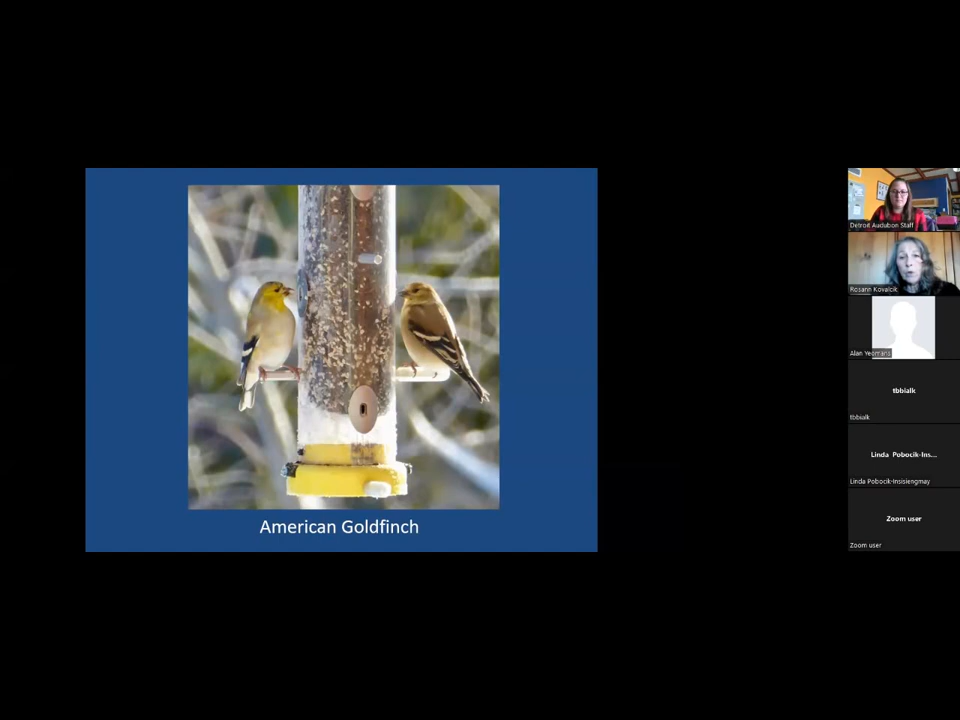 American Goldfinch
Detroit Audubon Staff
Rosann Kovalcik
Alan Yeomans
tbbialk
tbbialk
Linda Pobocik-Ins...
Linda Pobocik-Insisiengmay
Zoom user
Zoom user